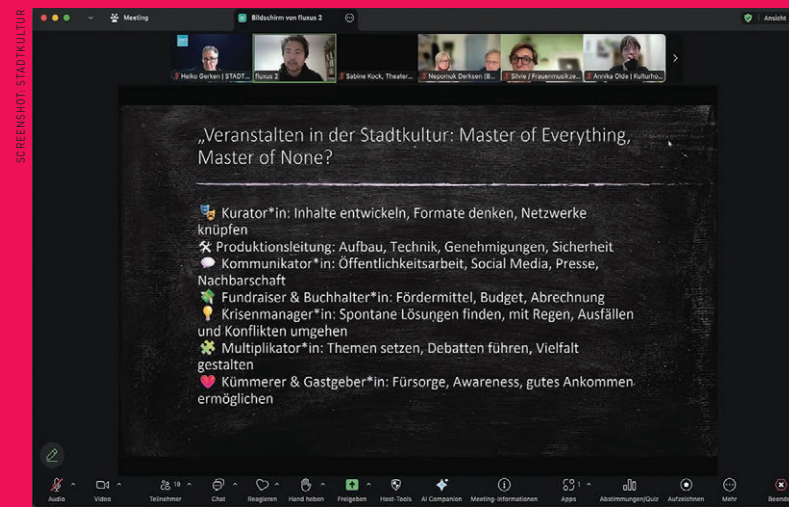 SCREENSHOT: STADTKULTUR
Meeting
Bildschirm von fluxus 2
Ansicht
Heiko Gerken | STADT...
fluxus 2
Sabine Kock, Theater...
Nepomuk Derksen (B...
Silvie / Frauenmusikze...
Annika Olde | Kulturho...
„Veranstalten in der Stadtkultur: Master of Everything,
Master of None?
🎭 Kurator*in: Inhalte entwickeln, Formate denken, Netzwerke
knüpfen
🛠 Produktionsleitung: Aufbau, Technik, Genehmigungen, Sicherheit
💬 Kommunikator*in: Öffentlichkeitsarbeit, Social Media, Presse,
Nachbarschaft
💸 Fundraiser & Buchhalter*in: Fördermittel, Budget, Abrechnung
💡 Krisenmanager*in: Spontane Lösungen finden, mit Regen, Ausfällen
und Konflikten umgehen
🧩 Multiplikator*in: Themen setzen, Debatten führen, Vielfalt
gestalten
❤️ Kümmerer & Gastgeber*in: Fürsorge, Awareness, gutes Ankommen
ermöglichen
Audio
Video
19
Teilnehmer
Chat
Reagieren
Hand heben
Freigeben
Host-Tools
AI Companion
Meeting-Informationen
1
Apps
Abstimmungen/Quiz
Aufzeichnen
Mehr
Beende